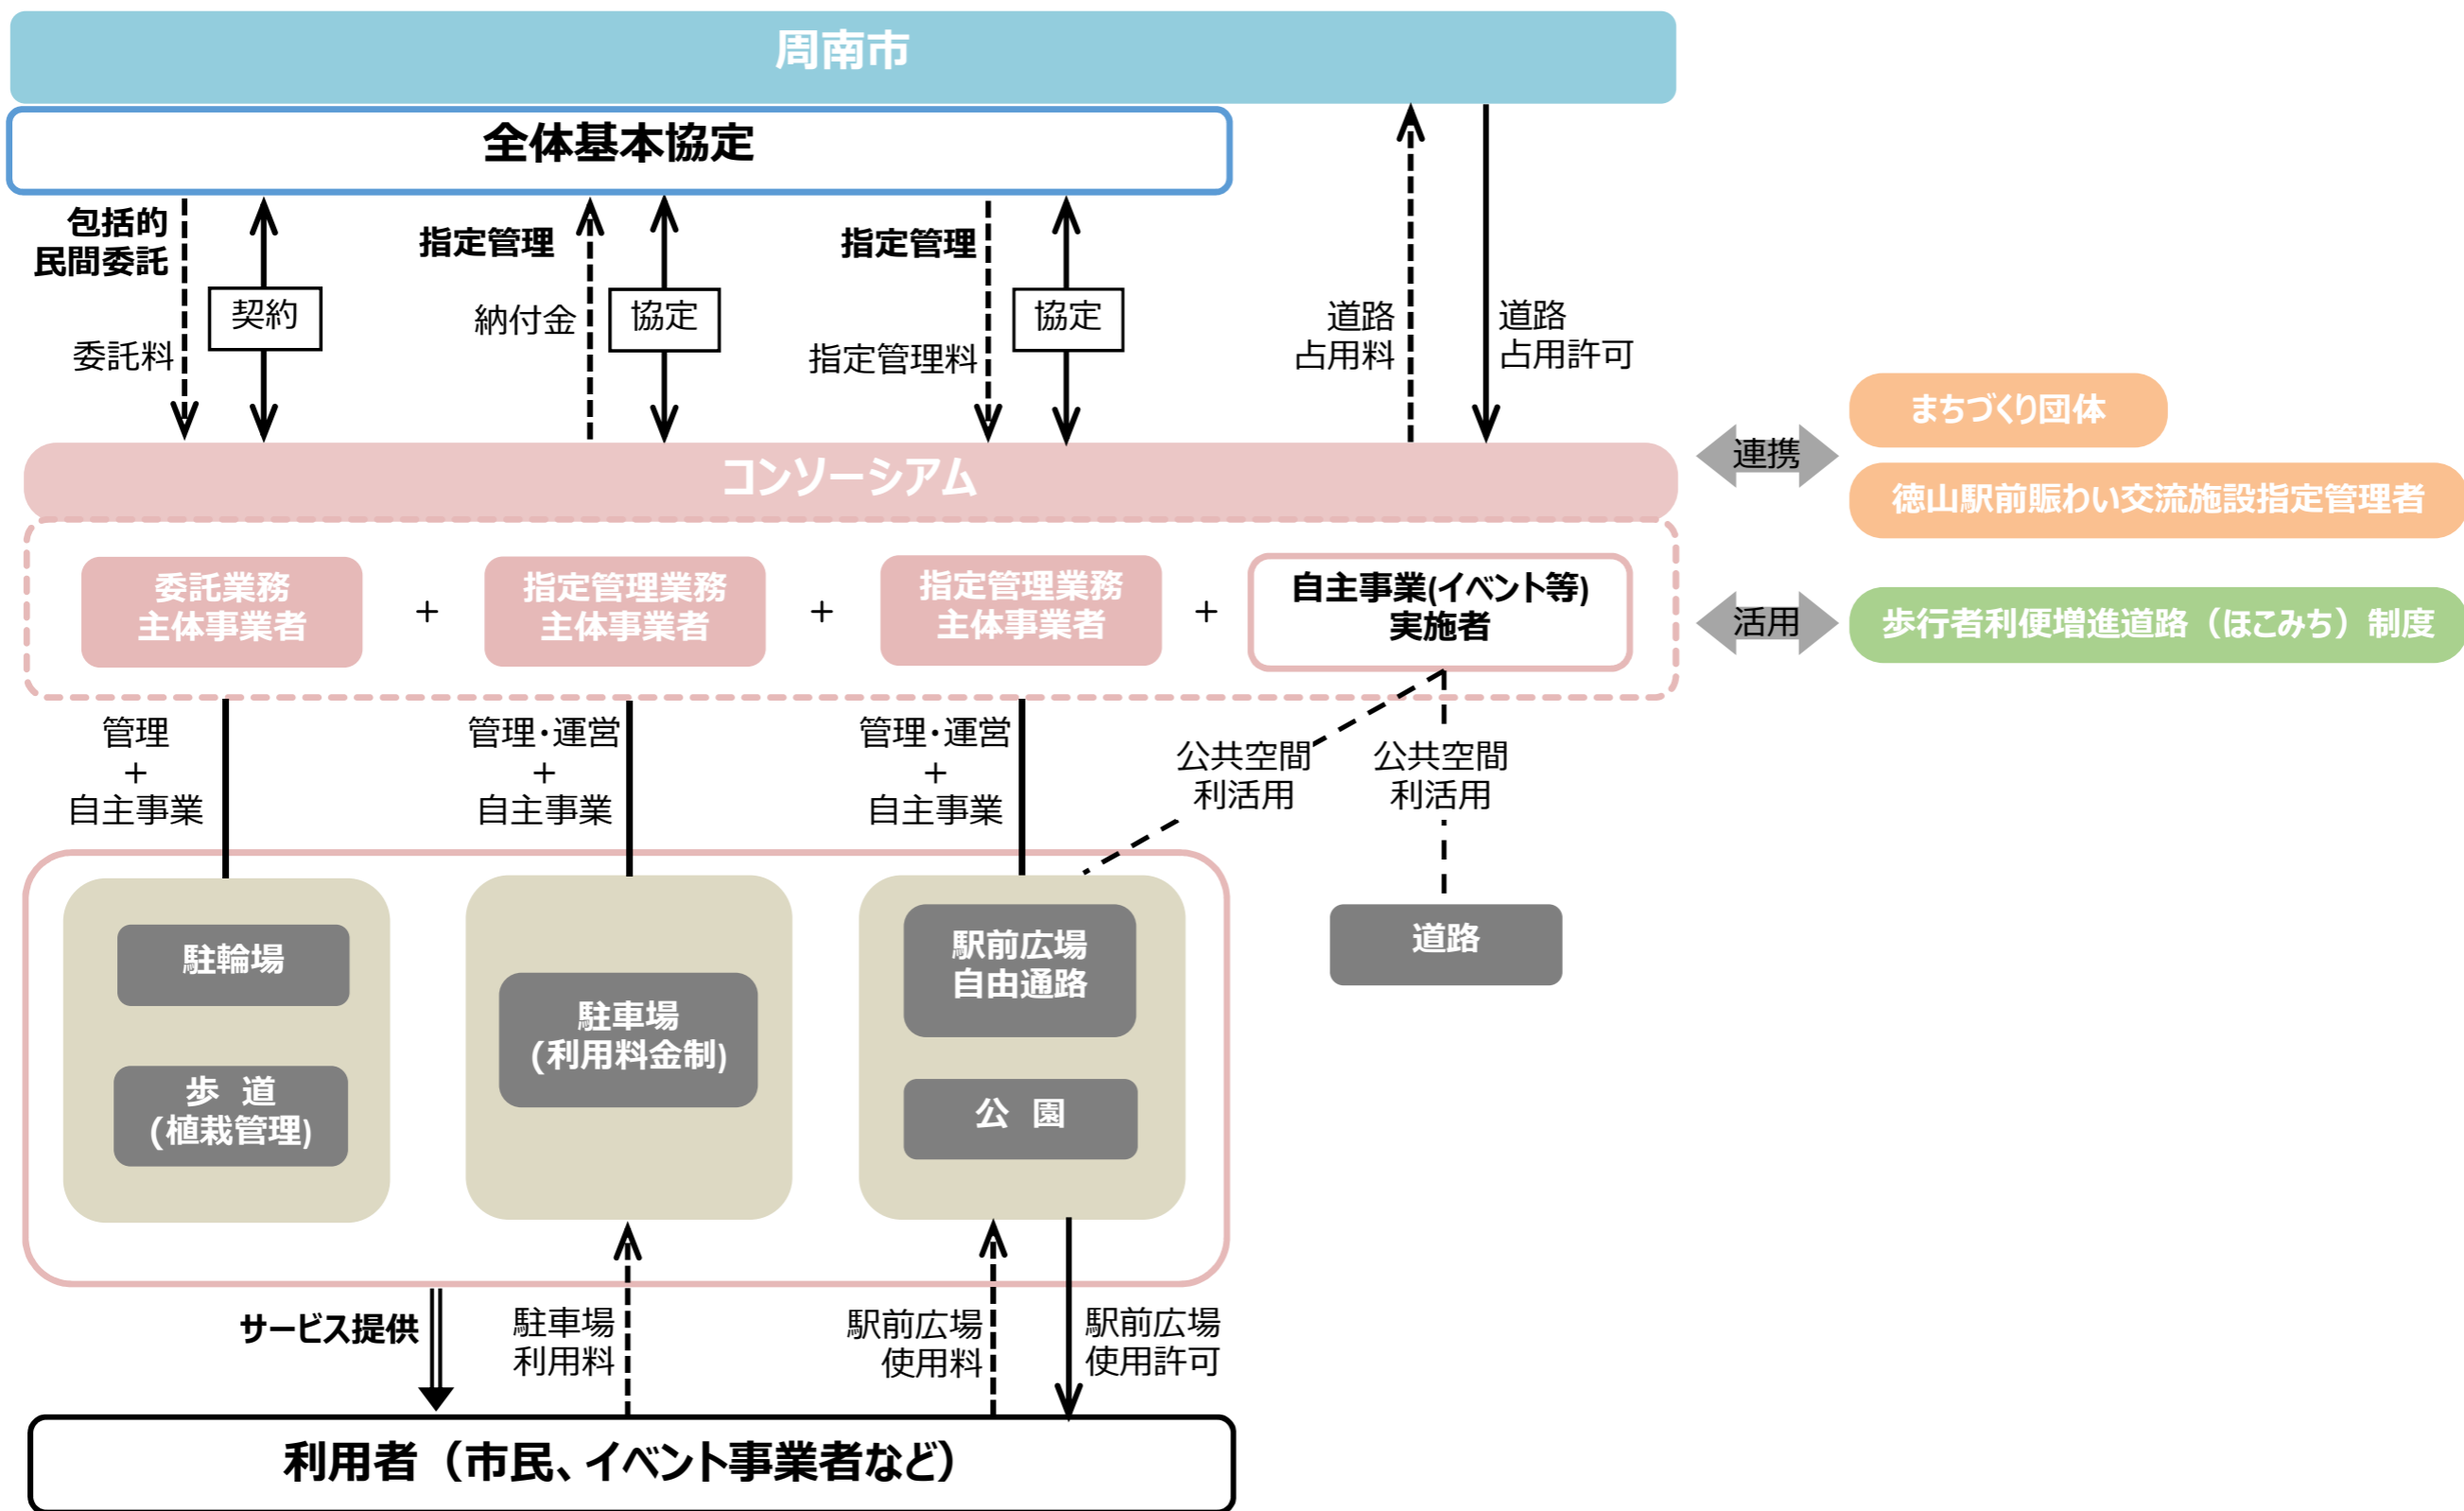 周南市
全体基本協定
包括的
民間委託
委託料
契約
指定管理
納付金
協定
指定管理
指定管理料
協定
道路
占用料
道路
占用許可
コンソーシアム
連携
まちづくり団体
徳山駅前賑わい交流施設指定管理者
委託業務
主体事業者
+
指定管理業務
主体事業者
+
指定管理業務
主体事業者
+
自主事業(イベント等)
実施者
活用
歩行者利便増進道路（ほこみち）制度
管理
+
自主事業
管理・運営
+
自主事業
管理・運営
+
自主事業
公共空間
利活用
公共空間
利活用
駐輪場
歩　道
(植栽管理)
駐車場
(利用料金制)
駅前広場
自由通路
公　園
道路
サービス提供
駐車場
利用料
駅前広場
使用料
駅前広場
使用許可
利用者（市民、イベント事業者など）